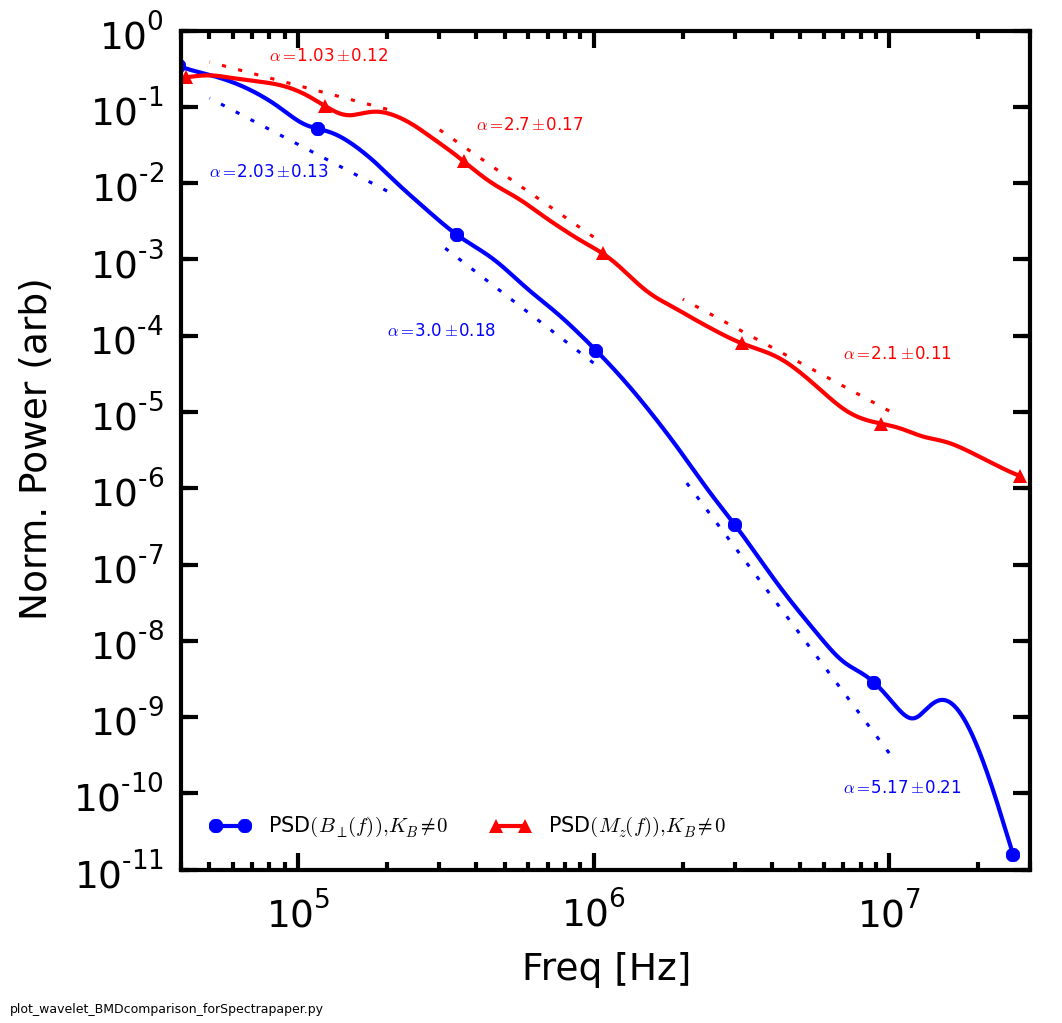 10^0
10^-1
10^-2
10^-3
10^-4
10^-5
10^-6
10^-7
10^-8
10^-9
10^-10
10^-11
Norm. Power (arb)
α=1.03±0.12
α=2.7±0.17
α=2.03±0.13
α=3.0±0.18
α=2.1±0.11
α=5.17±0.21
PSD(B⊥(f)),K_B≠0 PSD(M_z(f)),K_B≠0
10^5 10^6 10^7
Freq [Hz]
plot_wavelet_BMDcomparison_forSpectrapaper.py